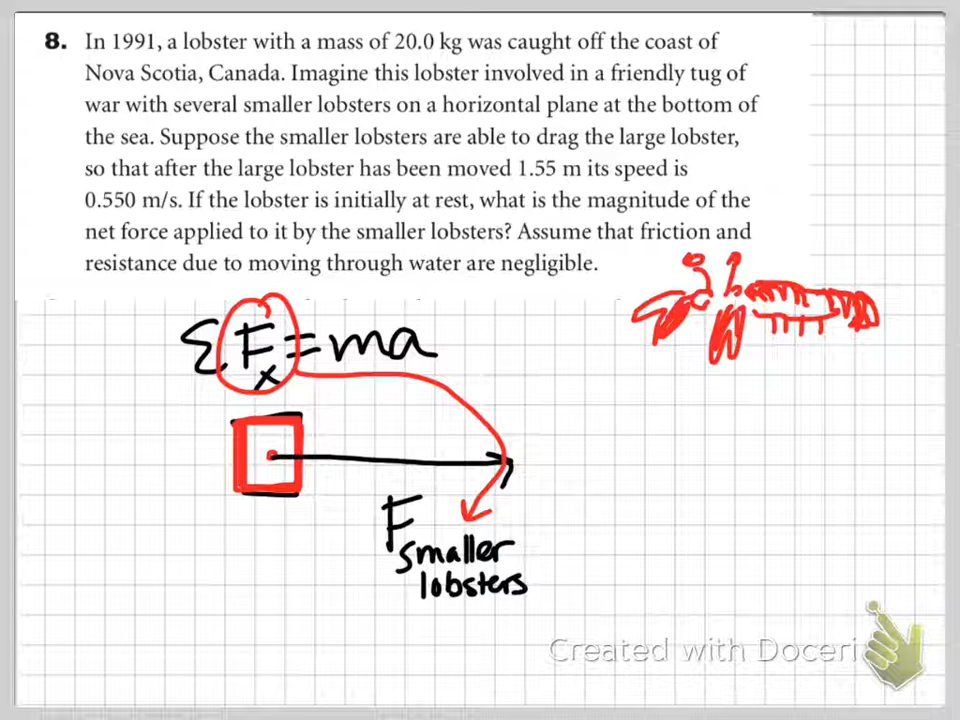 8. In 1991, a lobster with a mass of 20.0 kg was caught off the coast of
Nova Scotia, Canada. Imagine this lobster involved in a friendly tug of
war with several smaller lobsters on a horizontal plane at the bottom of
the sea. Suppose the smaller lobsters are able to drag the large lobster,
so that after the large lobster has been moved 1.55 m its speed is
0.550 m/s. If the lobster is initially at rest, what is the magnitude of the
net force applied to it by the smaller lobsters? Assume that friction and
resistance due to moving through water are negligible.
ΣFx = ma
F smaller
lobsters
Created with Doceri